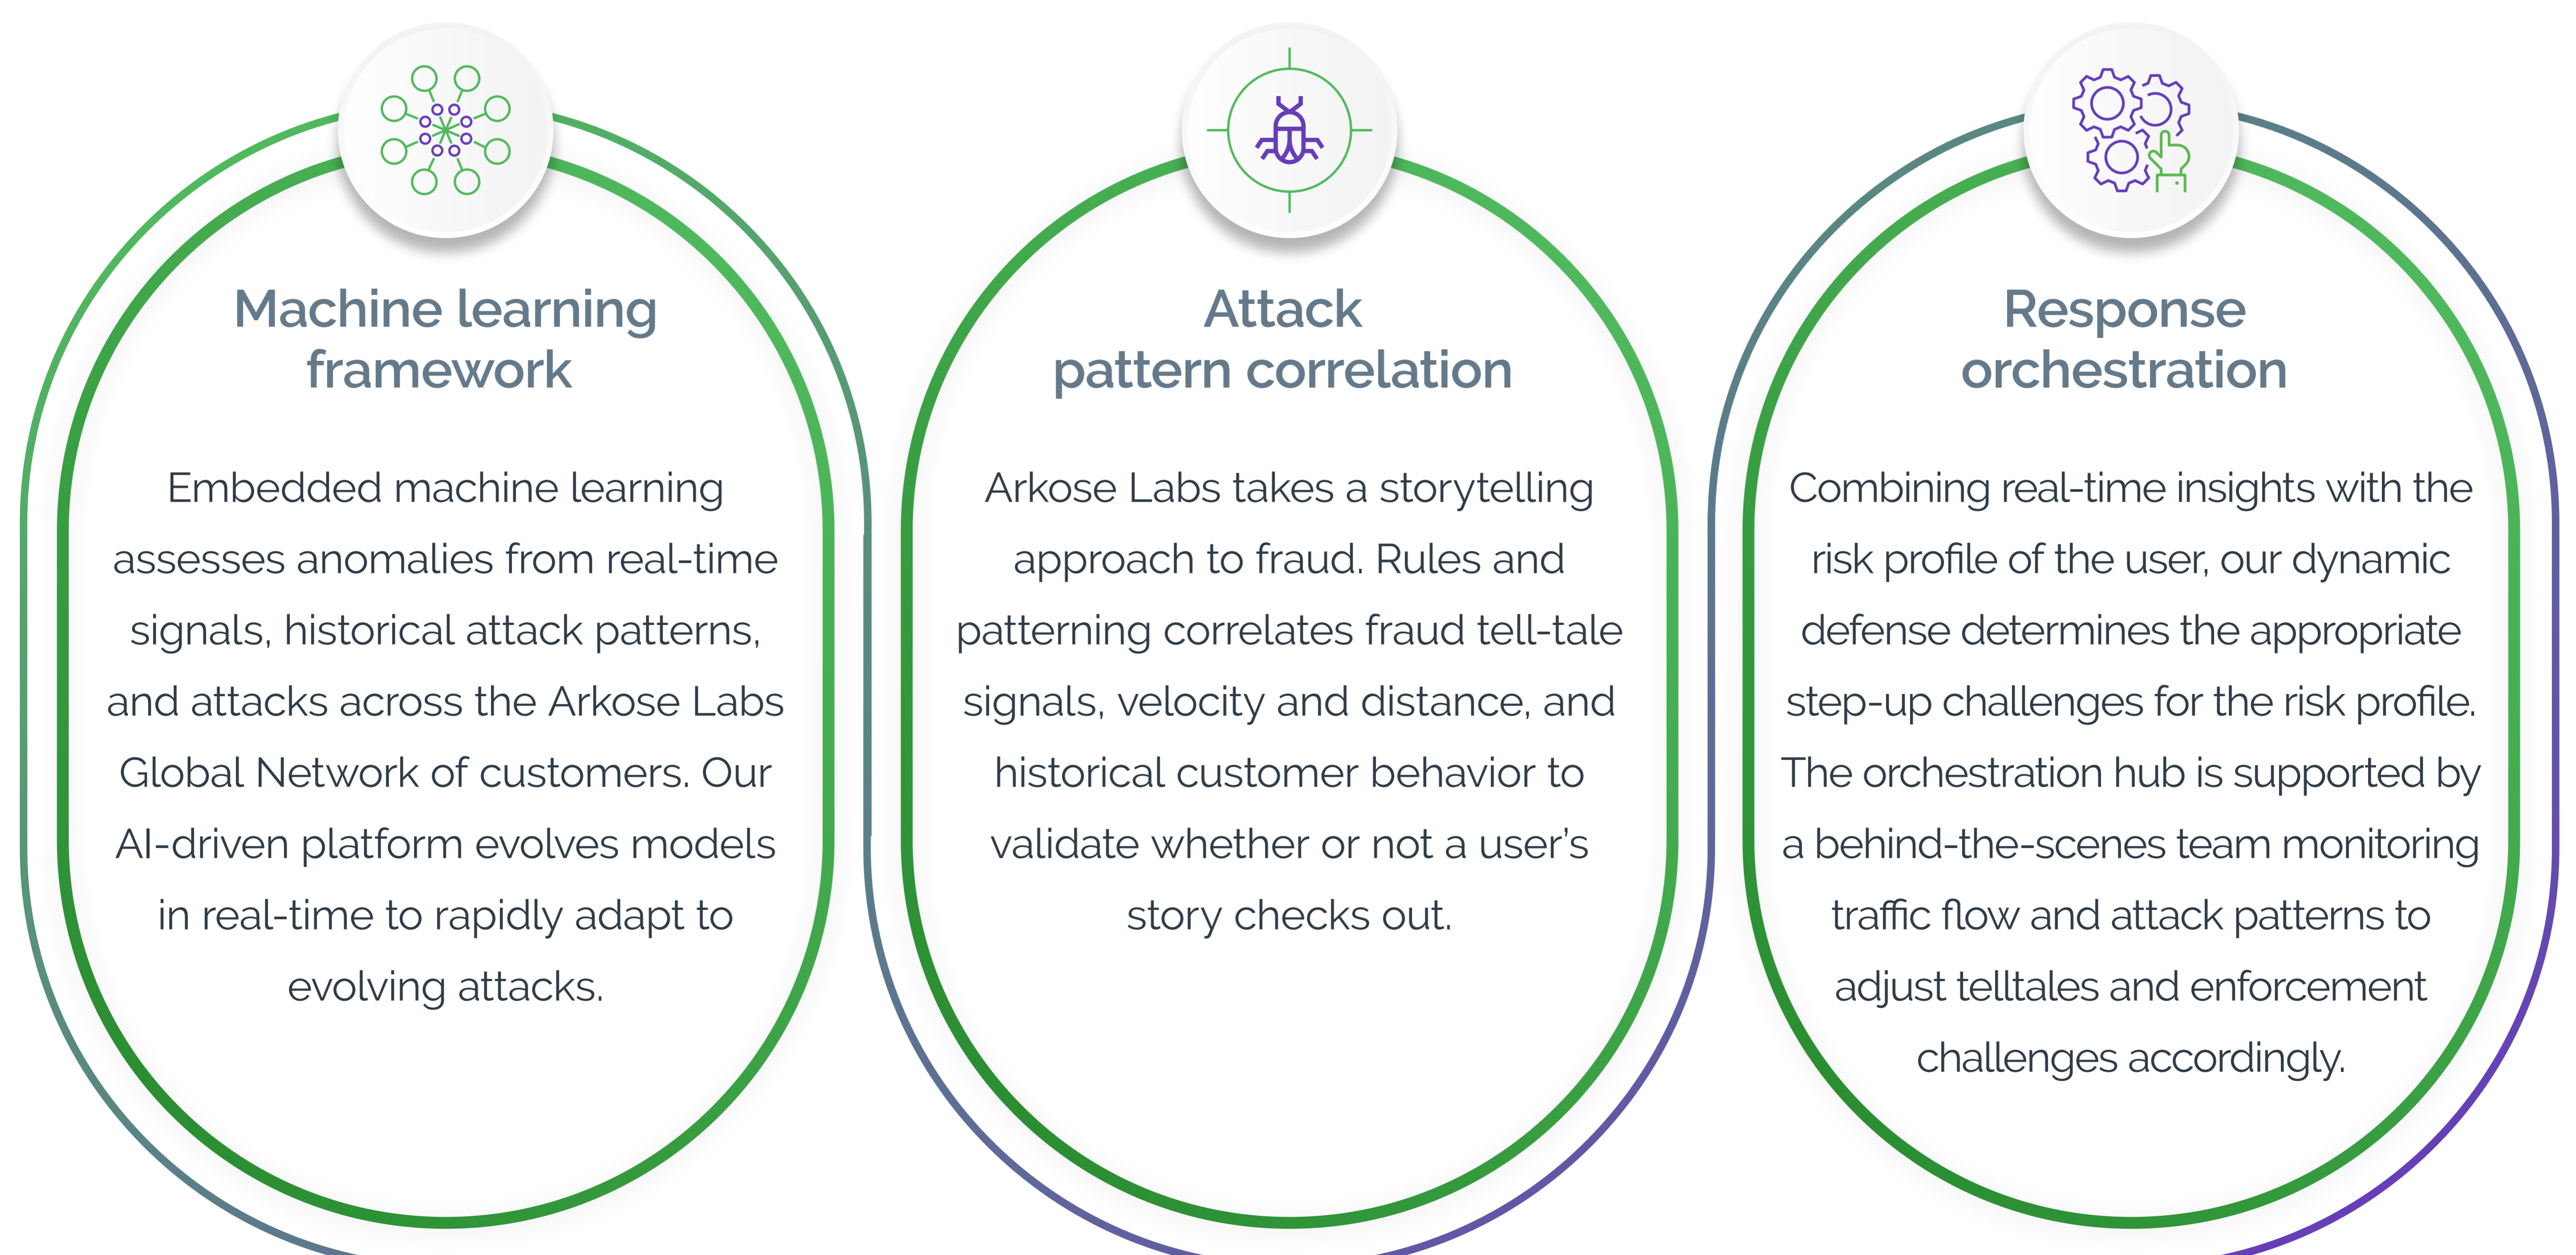 Machine learning
framework
Embedded machine learning
assesses anomalies from real-time
signals, historical attack patterns,
and attacks across the Arkose Labs
Global Network of customers. Our
AI-driven platform evolves models
in real-time to rapidly adapt to
evolving attacks.
Attack
pattern correlation
Arkose Labs takes a storytelling
approach to fraud. Rules and
patterning correlates fraud tell-tale
signals, velocity and distance, and
historical customer behavior to
validate whether or not a user’s
story checks out.
Response
orchestration
Combining real-time insights with the
risk profile of the user, our dynamic
defense determines the appropriate
step-up challenges for the risk profile.
The orchestration hub is supported by
a behind-the-scenes team monitoring
traffic flow and attack patterns to
adjust telltales and enforcement
challenges accordingly.